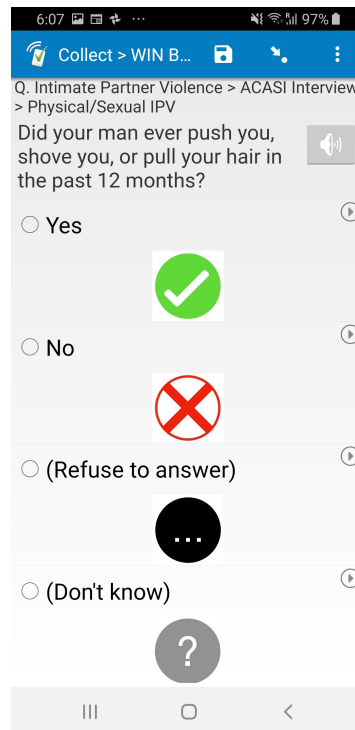 6:07 ... 97%
Collect > WIN B...
Q. Intimate Partner Violence > ACASI Interview
> Physical/Sexual IPV
Did your man ever push you,
shove you, or pull your hair in
the past 12 months?
Yes
No
(Refuse to answer)
...
(Don't know)
?